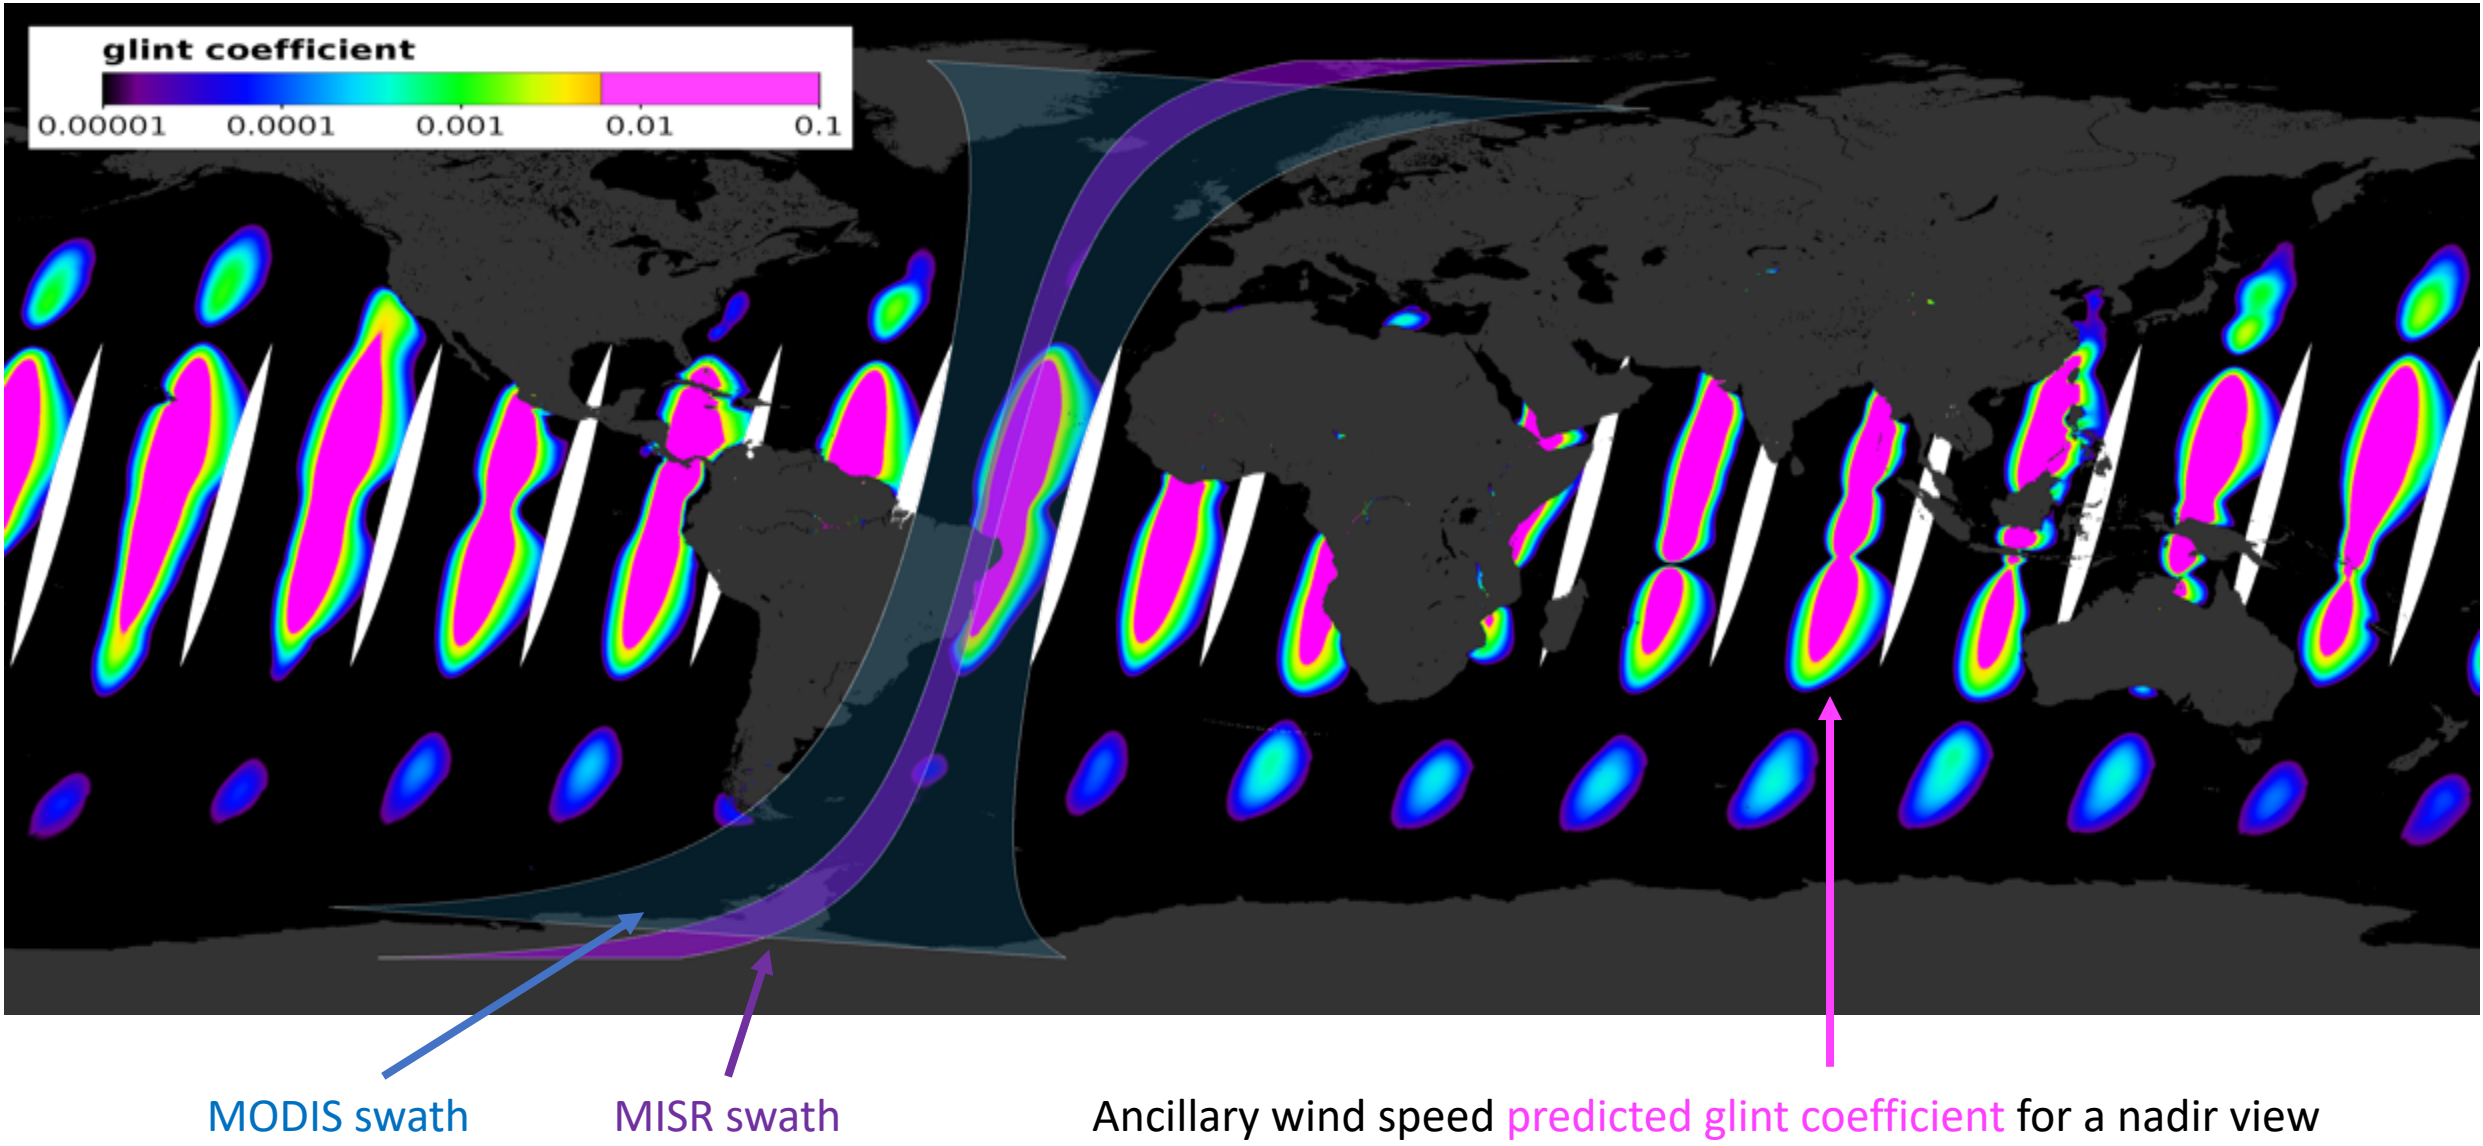 glint coefficient
0.00001 0.0001 0.001 0.01 0.1
MODIS swath MISR swath Ancillary wind speed predicted glint coefficient for a nadir view